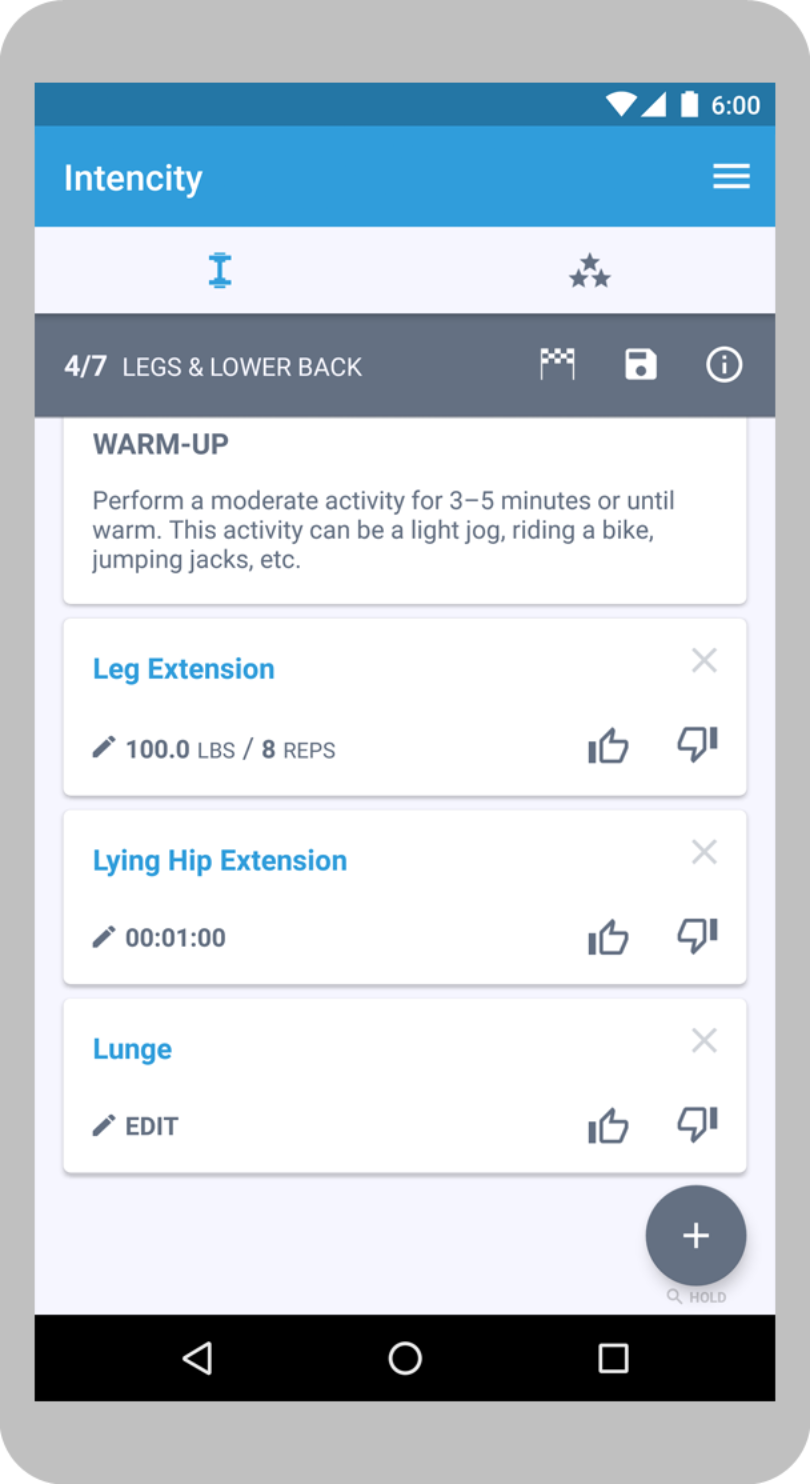 6:00
Intencity
4/7 LEGS & LOWER BACK
WARM-UP
Perform a moderate activity for 3–5 minutes or until
warm. This activity can be a light jog, riding a bike,
jumping jacks, etc.
Leg Extension
100.0 LBS / 8 REPS
Lying Hip Extension
00:01:00
Lunge
EDIT
HOLD